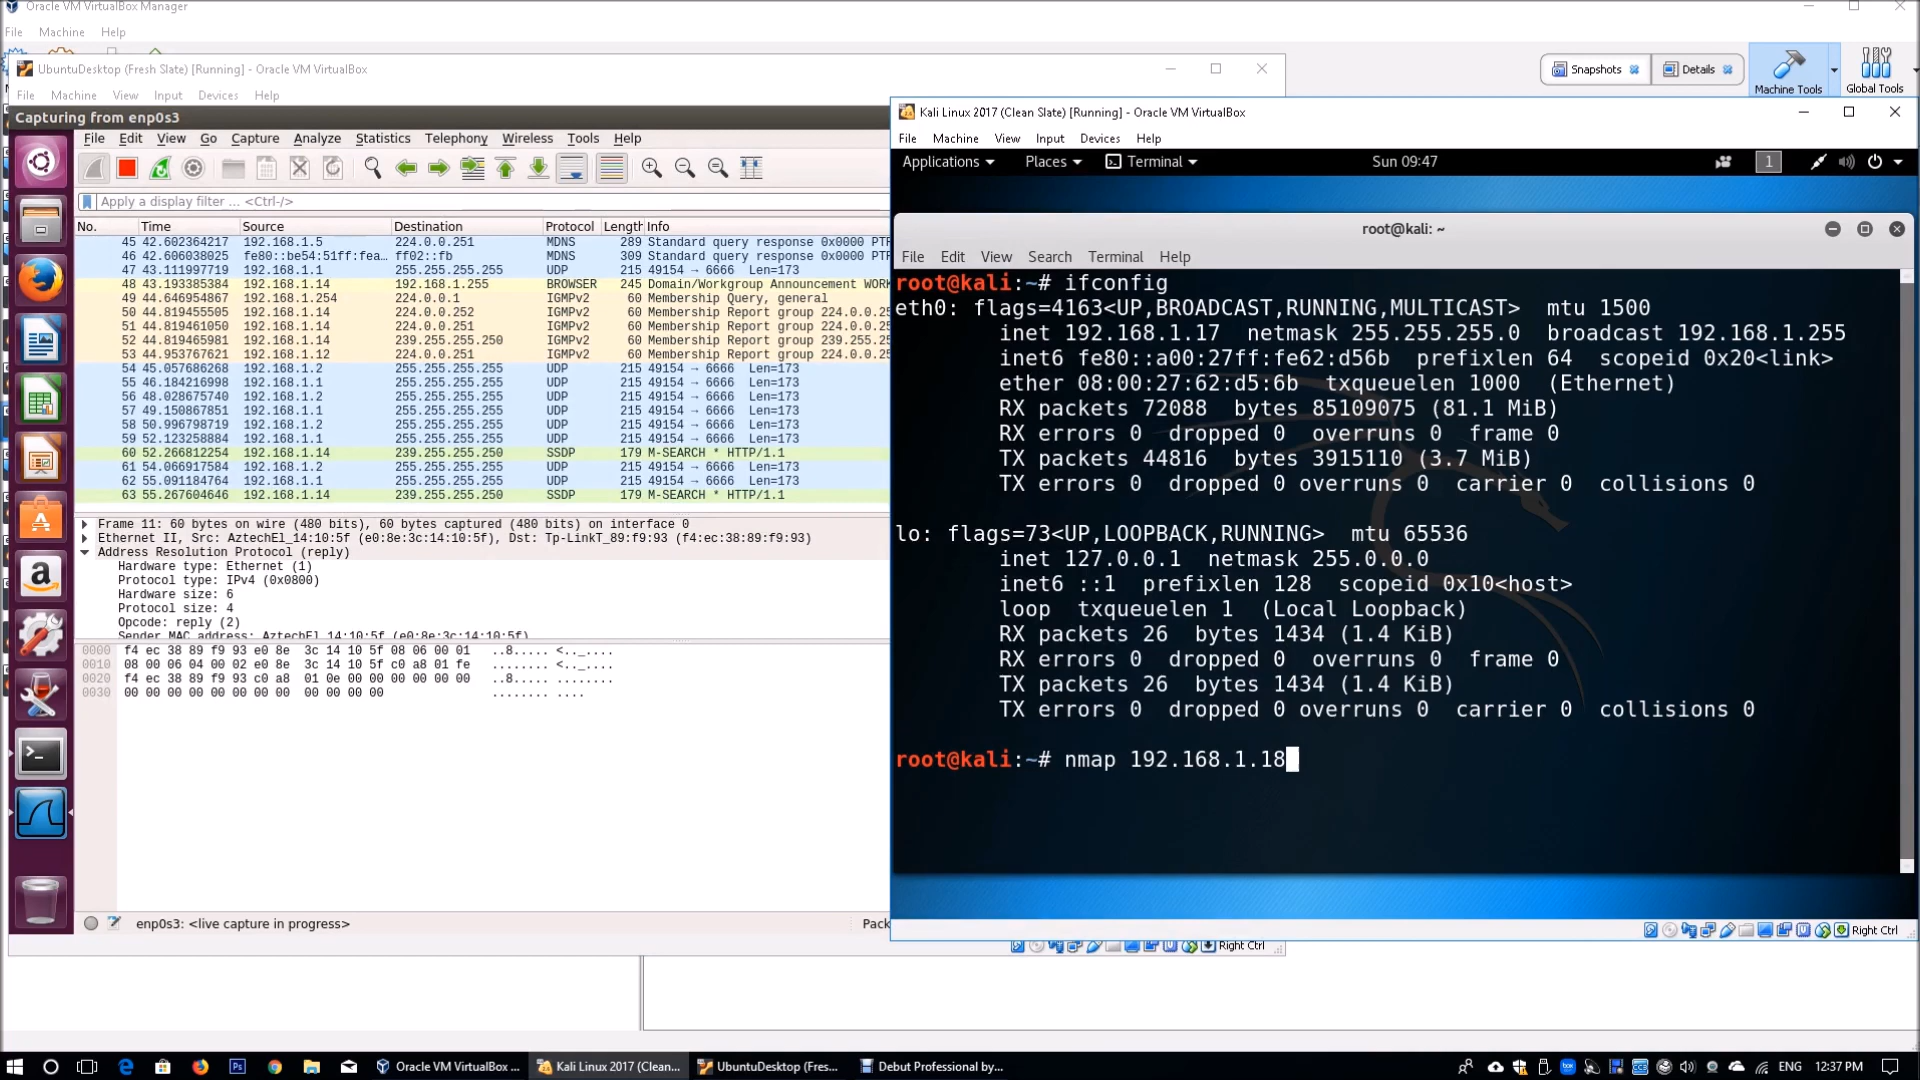 Oracle VM VirtualBox Manager
File Machine Help
UbuntuDesktop (Fresh Slate) [Running] - Oracle VM VirtualBox
File Machine View Input Devices Help
Snapshots
Details
Machine Tools
Global Tools
Capturing from enp0s3
File Edit View Go Capture Analyze Statistics Telephony Wireless Tools Help
Apply a display filter ... <Ctrl-/>
No. Time Source Destination Protocol Length Info
45 42.602364217 192.168.1.5 224.0.0.251 MDNS 289 Standard query response 0x0000 PTR
46 42.606038025 fe80::be54:51ff:fea... ff02::fb MDNS 309 Standard query response 0x0000 PTR
47 43.111997719 192.168.1.1 255.255.255.255 UDP 215 49154 → 6666 Len=173
48 43.193385384 192.168.1.14 192.168.1.255 BROWSER 245 Domain/Workgroup Announcement WORK
49 44.646954867 192.168.1.254 224.0.0.1 IGMPv2 60 Membership Query, general
50 44.819455505 192.168.1.14 224.0.0.252 IGMPv2 60 Membership Report group 224.0.0.25
51 44.819461050 192.168.1.14 224.0.0.251 IGMPv2 60 Membership Report group 224.0.0.25
52 44.819465981 192.168.1.14 239.255.255.250 IGMPv2 60 Membership Report group 239.255.25
53 44.953767621 192.168.1.12 224.0.0.251 IGMPv2 60 Membership Report group 224.0.0.25
54 45.057686268 192.168.1.2 255.255.255.255 UDP 215 49154 → 6666 Len=173
55 46.184216998 192.168.1.1 255.255.255.255 UDP 215 49154 → 6666 Len=173
56 48.028675740 192.168.1.2 255.255.255.255 UDP 215 49154 → 6666 Len=173
57 49.150867851 192.168.1.1 255.255.255.255 UDP 215 49154 → 6666 Len=173
58 50.996798719 192.168.1.2 255.255.255.255 UDP 215 49154 → 6666 Len=173
59 52.123258884 192.168.1.1 255.255.255.255 UDP 215 49154 → 6666 Len=173
60 52.266812254 192.168.1.14 239.255.255.250 SSDP 179 M-SEARCH * HTTP/1.1
61 54.066917584 192.168.1.2 255.255.255.255 UDP 215 49154 → 6666 Len=173
62 55.091184764 192.168.1.1 255.255.255.255 UDP 215 49154 → 6666 Len=173
63 55.267604646 192.168.1.14 239.255.255.250 SSDP 179 M-SEARCH * HTTP/1.1
Frame 11: 60 bytes on wire (480 bits), 60 bytes captured (480 bits) on interface 0
Ethernet II, Src: AztechEl_14:10:5f (e0:8e:3c:14:10:5f), Dst: Tp-LinkT_89:f9:93 (f4:ec:38:89:f9:93)
Address Resolution Protocol (reply)
Hardware type: Ethernet (1)
Protocol type: IPv4 (0x0800)
Hardware size: 6
Protocol size: 4
Opcode: reply (2)
Sender MAC address: AztechEl_14:10:5f (e0:8e:3c:14:10:5f)
0000 f4 ec 38 89 f9 93 e0 8e 3c 14 10 5f 08 06 00 01 ..8..... <.._....
0010 08 00 06 04 00 02 e0 8e 3c 14 10 5f c0 a8 01 fe ........ <.._....
0020 f4 ec 38 89 f9 93 c0 a8 01 0e 00 00 00 00 00 00 ..8..... ........
0030 00 00 00 00 00 00 00 00 00 00 00 00 ........ ....
enp0s3: <live capture in progress>
Pack
Right Ctrl
Kali Linux 2017 (Clean Slate) [Running] - Oracle VM VirtualBox
File Machine View Input Devices Help
Applications Places Terminal Sun 09:47 1
root@kali: ~
File Edit View Search Terminal Help
root@kali:~# ifconfig
eth0: flags=4163<UP,BROADCAST,RUNNING,MULTICAST> mtu 1500
inet 192.168.1.17 netmask 255.255.255.0 broadcast 192.168.1.255
inet6 fe80::a00:27ff:fe62:d56b prefixlen 64 scopeid 0x20<link>
ether 08:00:27:62:d5:6b txqueuelen 1000 (Ethernet)
RX packets 72088 bytes 85109075 (81.1 MiB)
RX errors 0 dropped 0 overruns 0 frame 0
TX packets 44816 bytes 3915110 (3.7 MiB)
TX errors 0 dropped 0 overruns 0 carrier 0 collisions 0
lo: flags=73<UP,LOOPBACK,RUNNING> mtu 65536
inet 127.0.0.1 netmask 255.0.0.0
inet6 ::1 prefixlen 128 scopeid 0x10<host>
loop txqueuelen 1 (Local Loopback)
RX packets 26 bytes 1434 (1.4 KiB)
RX errors 0 dropped 0 overruns 0 frame 0
TX packets 26 bytes 1434 (1.4 KiB)
TX errors 0 dropped 0 overruns 0 carrier 0 collisions 0
root@kali:~# nmap 192.168.1.18
Right Ctrl
Oracle VM VirtualBox ...
Kali Linux 2017 (Clean...
UbuntuDesktop (Fres...
Debut Professional by...
ENG 12:37 PM